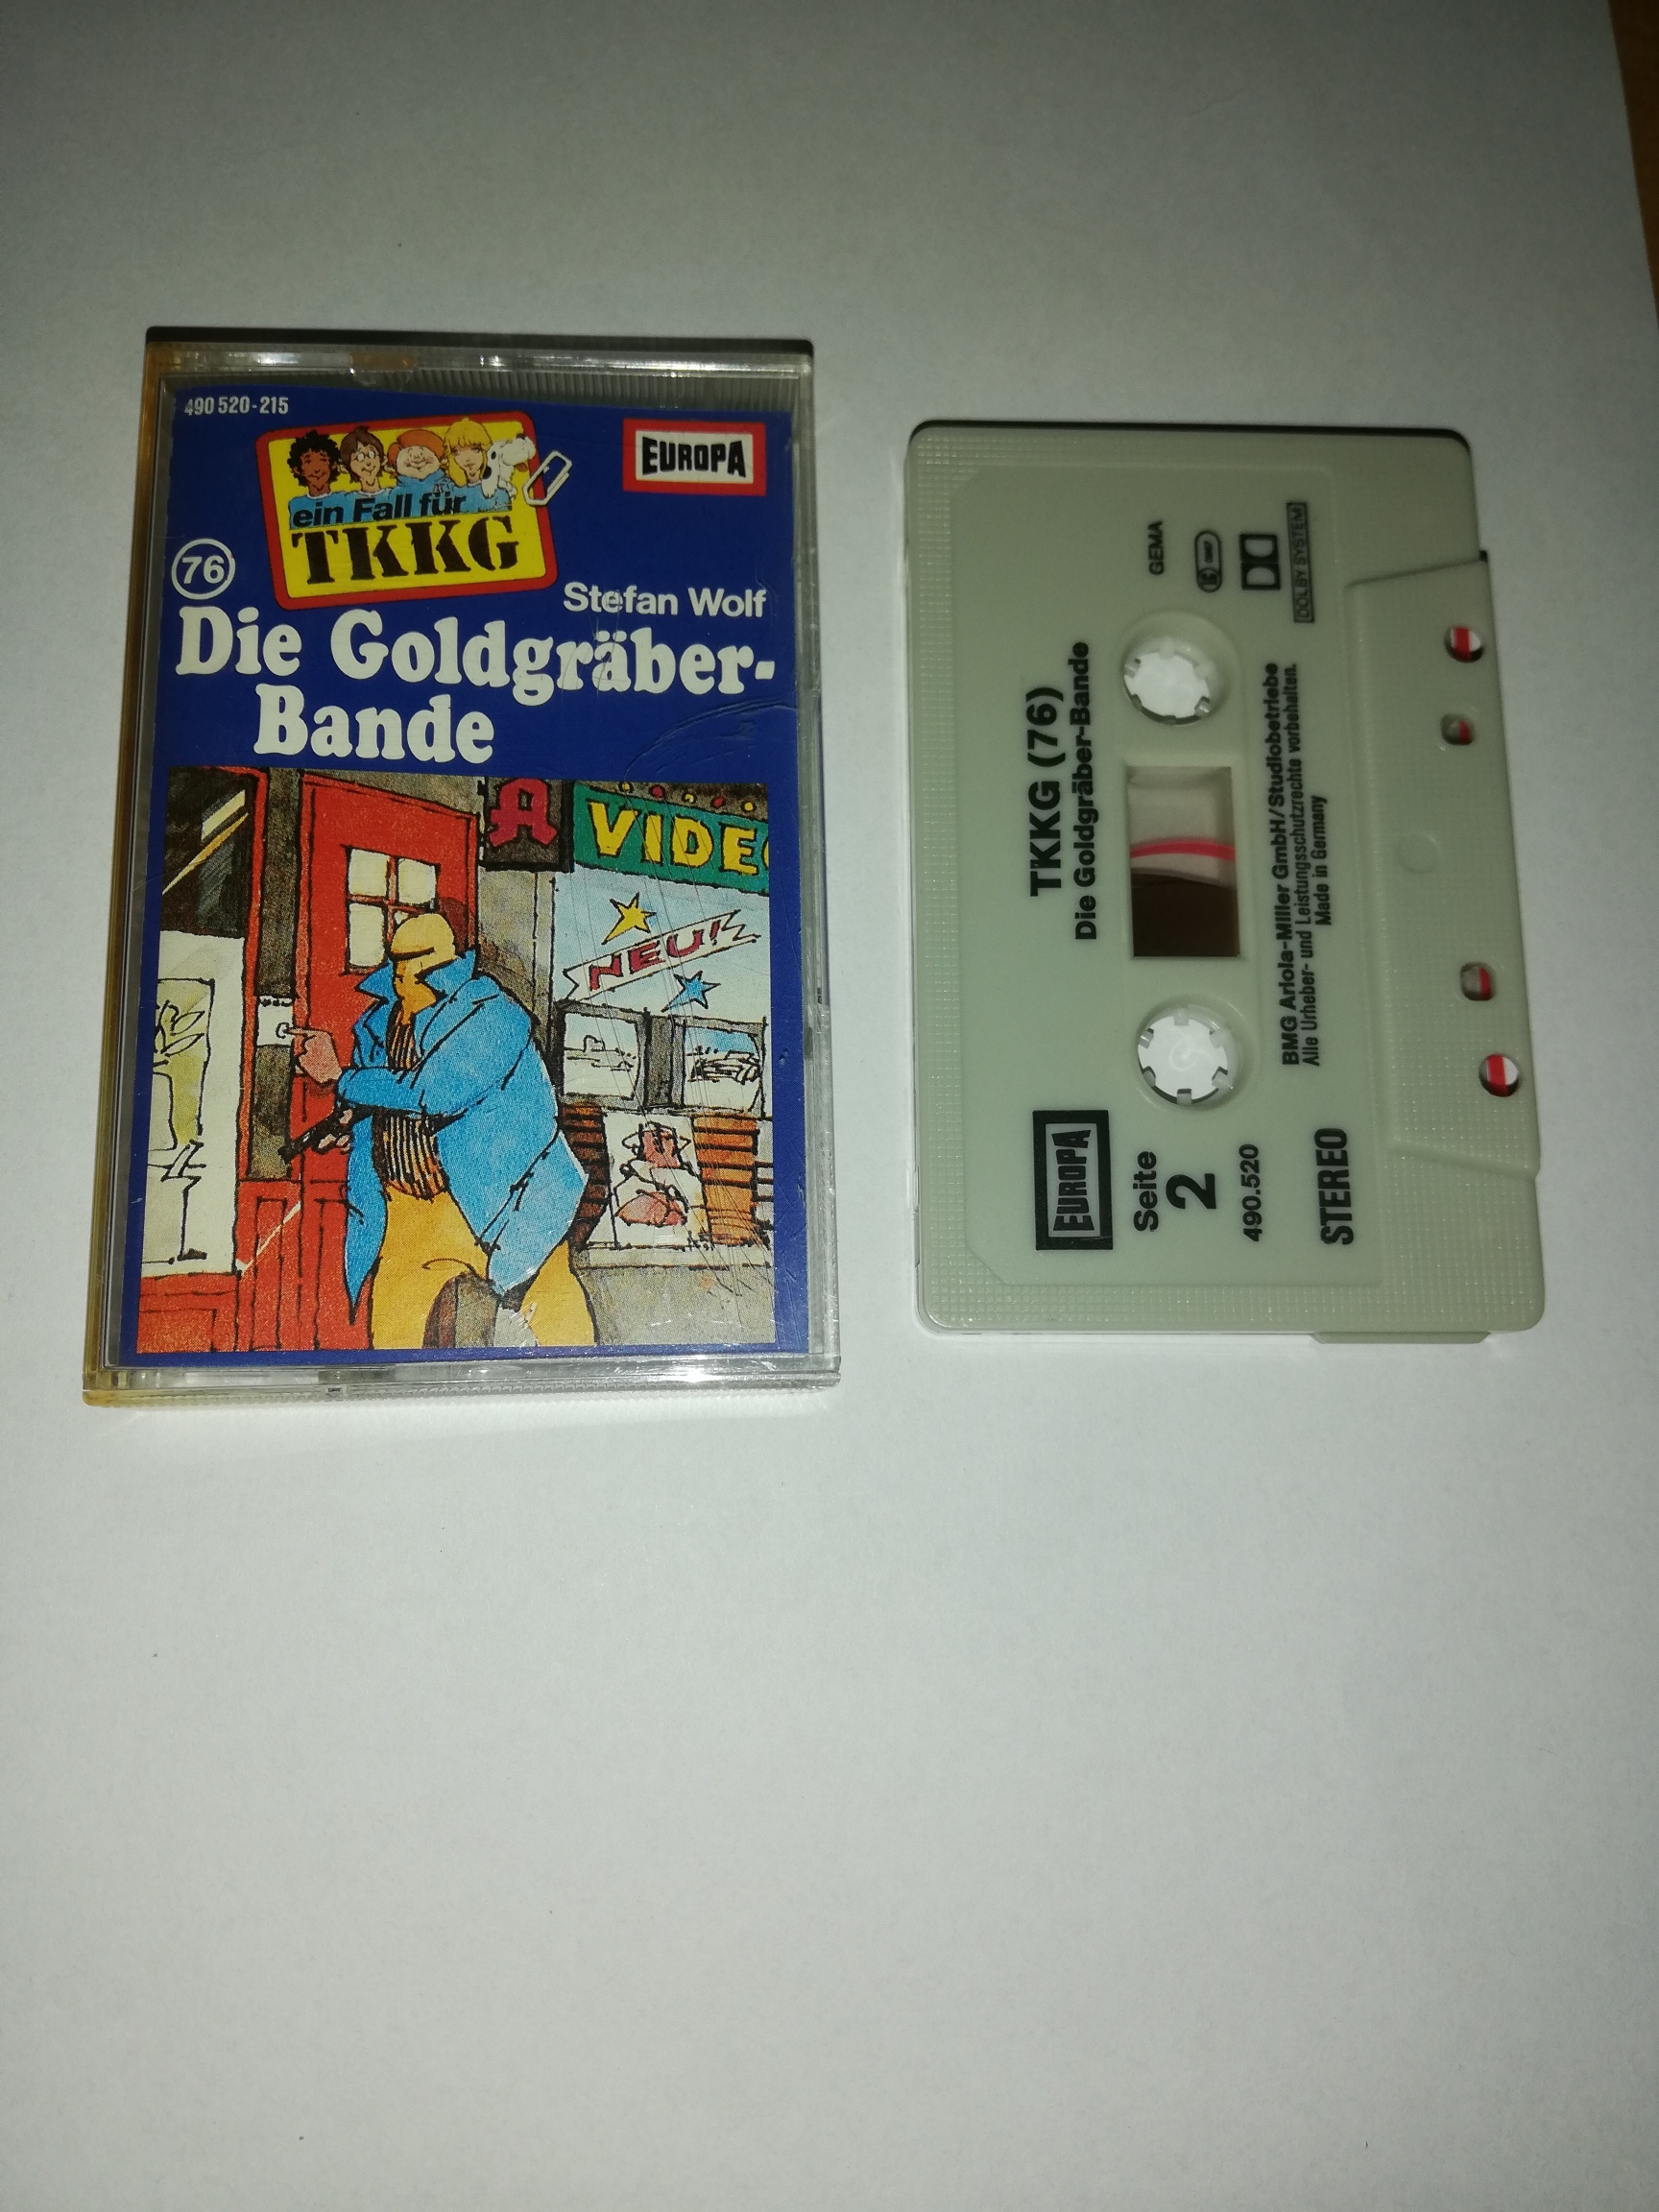 490 520-215
EUROPA
ein Fall für
TKKG
76
Stefan Wolf
Die Goldgräber-
Bande
A
VIDEO
NEU!
TKKG (76)
Die Goldgräber-Bande
EUROPA
Seite
2
490.520
STEREO
GEMA
DOLBY SYSTEM
BMG Ariola-Miller GmbH/Studiobetriebe
Alle Urheber- und Leistungsschutzrechte vorbehalten.
Made in Germany